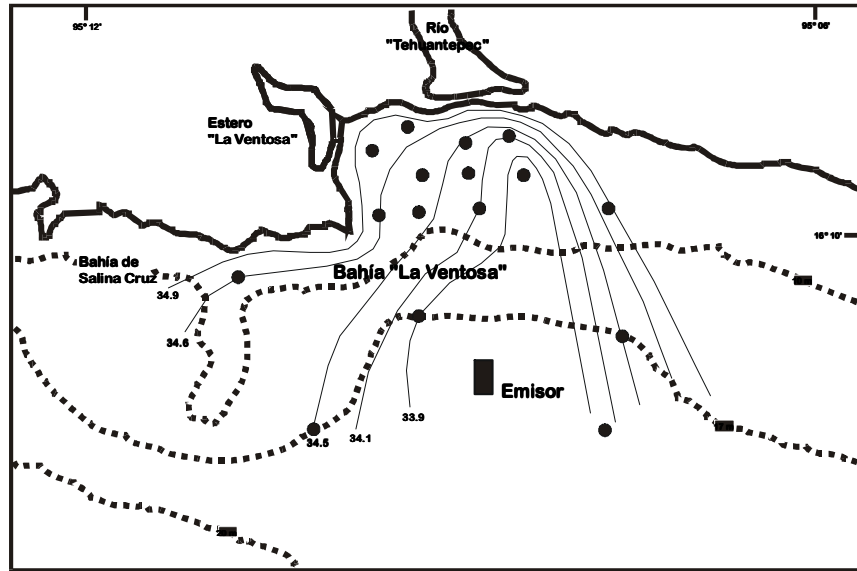 95° 12'
95° 06'
Río
"Tehuantepec"
Estero
"La Ventosa"
16° 10'
Bahía de
Salina Cruz
Bahía "La Ventosa"
34.9
34.6
Emisor
33.9
34.5
34.1